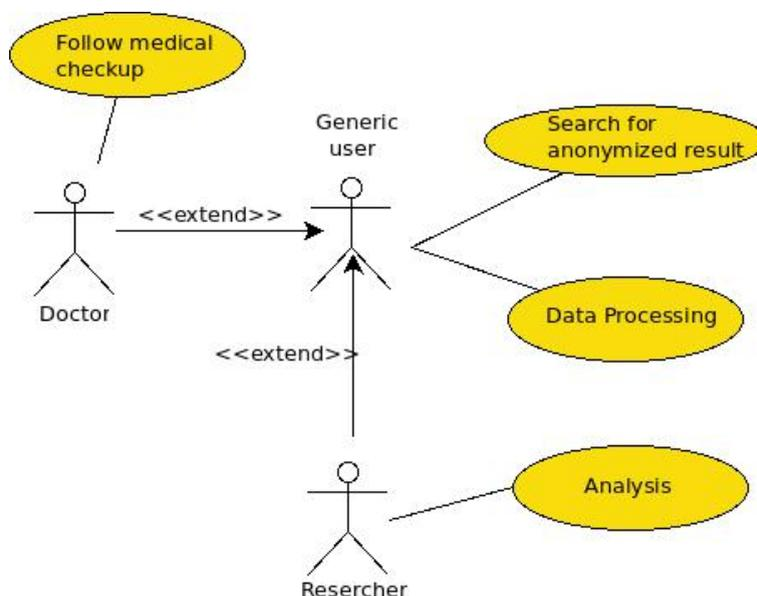 Follow medical
checkup
Generic
user
Search for
anonymized result
<<extend>>
Doctor
Data Processing
<<extend>>
Analysis
Resercher